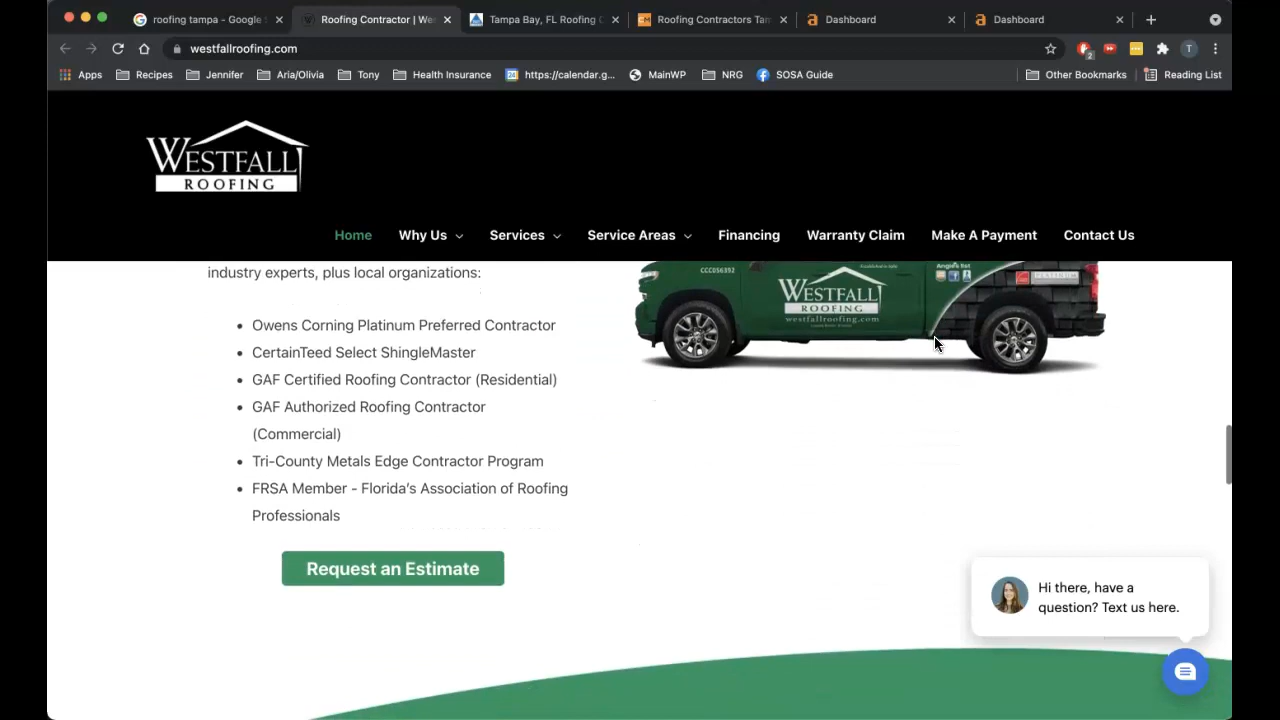 roofing tampa - Google
Roofing Contractor | We
Tampa Bay, FL Roofing
Roofing Contractors Tam
Dashboard
Dashboard
westfallroofing.com
2
T
Apps
Recipes
Jennifer
Aria/Olivia
Tony
Health Insurance
https://calendar.g...
MainWP
NRG
SOSA Guide
Other Bookmarks
Reading List
WESTFALL
ROOFING
Home
Why Us
Services
Service Areas
Financing
Warranty Claim
Make A Payment
Contact Us
industry experts, plus local organizations:
Owens Corning Platinum Preferred Contractor
CertainTeed Select ShingleMaster
GAF Certified Roofing Contractor (Residential)
GAF Authorized Roofing Contractor
(Commercial)
Tri-County Metals Edge Contractor Program
FRSA Member - Florida's Association of Roofing
Professionals
Request an Estimate
CCC056392
Angie's list
WESTFALL
ROOFING
westfallroofing.com
Hi there, have a
question? Text us here.